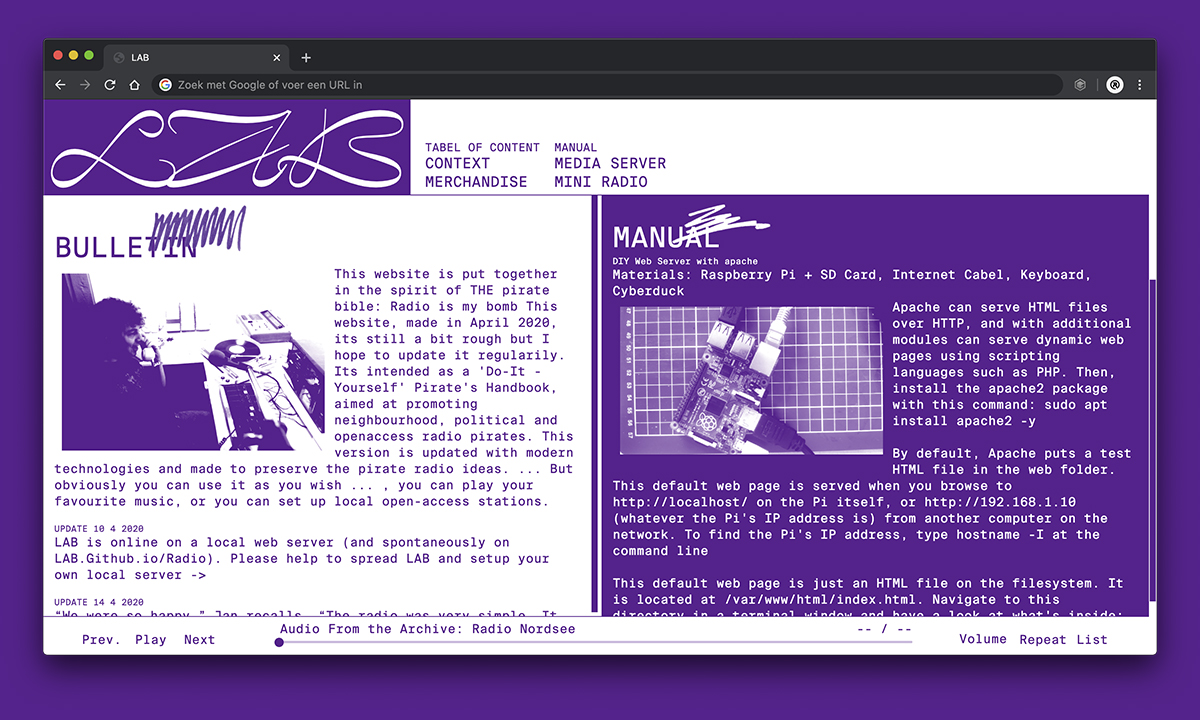 LAB
Zoek met Google of voer een URL in
LAB
TABEL OF CONTENT
CONTEXT
MERCHANDISE
MANUAL
MEDIA SERVER
MINI RADIO
BULLETIN
This website is put together
in the spirit of THE pirate
bible: Radio is my bomb This
website, made in April 2020,
its still a bit rough but I
hope to update it regularily.
Its intended as a 'Do-It -
Yourself' Pirate's Handbook,
aimed at promoting
neighbourhood, political and
openaccess radio pirates. This
version is updated with modern
technologies and made to preserve the pirate radio ideas. ... But
obviously you can use it as you wish ... , you can play your
favourite music, or you can set up local open-access stations.
UPDATE 10 4 2020
LAB is online on a local web server (and spontaneously on
LAB.Github.io/Radio). Please help to spread LAB and setup your
own local server ->
UPDATE 14 4 2020
“We were so happy,” Jan recalls. “The radio was very simple. It
MANUAL
DIY Web Server with apache
Materials: Raspberry Pi + SD Card, Internet Cabel, Keyboard,
Cyberduck
Apache can serve HTML files
over HTTP, and with additional
modules can serve dynamic web
pages using scripting
languages such as PHP. Then,
install the apache2 package
with this command: sudo apt
install apache2 -y
By default, Apache puts a test
HTML file in the web folder.
This default web page is served when you browse to
http://localhost/ on the Pi itself, or http://192.168.1.10
(whatever the Pi's IP address is) from another computer on the
network. To find the Pi's IP address, type hostname -I at the
command line
This default web page is just an HTML file on the filesystem. It
is located at /var/www/html/index.html. Navigate to this
directory in a terminal window and have a look at what's inside:
Audio From the Archive: Radio Nordsee
-- / --
Prev. Play Next
Volume Repeat List